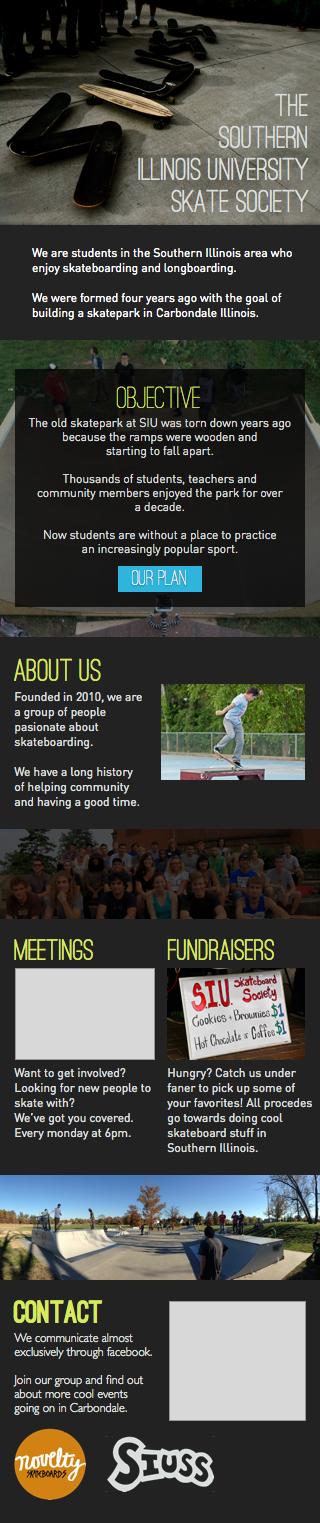 THE
SOUTHERN
ILLINOIS UNIVERSITY
SKATE SOCIETY
We are students in the Southern Illinois area who
enjoy skateboarding and longboarding.
We were formed four years ago with the goal of
building a skatepark in Carbondale Illinois.
OBJECTIVE
The old skatepark at SIU was torn down years ago
because the ramps were wooden and
starting to fall apart.
Thousands of students, teachers and
community members enjoyed the park for over
a decade.
Now students are without a place to practice
an increasingly popular sport.
OUR PLAN
ABOUT US
Founded in 2010, we are
a group of people
pasionate about
skateboarding.
We have a long history
of helping community
and having a good time.
MEETINGS
Want to get involved?
Looking for new people to
skate with?
We've got you covered.
Every monday at 6pm.
FUNDRAISERS
S.I.U. Skateboard
Society
Cookies + Brownies $1
Hot Chocolate or Coffee $1
Hungry? Catch us under
faner to pick up some of
your favorites! All procedes
go towards doing cool
skateboard stuff in
Southern Illinois.
CONTACT
We communicate almost
exclusively through facebook.
Join our group and find out
about more cool events
going on in Carbondale.
novelty
SKATEBOARDS
SIUSS